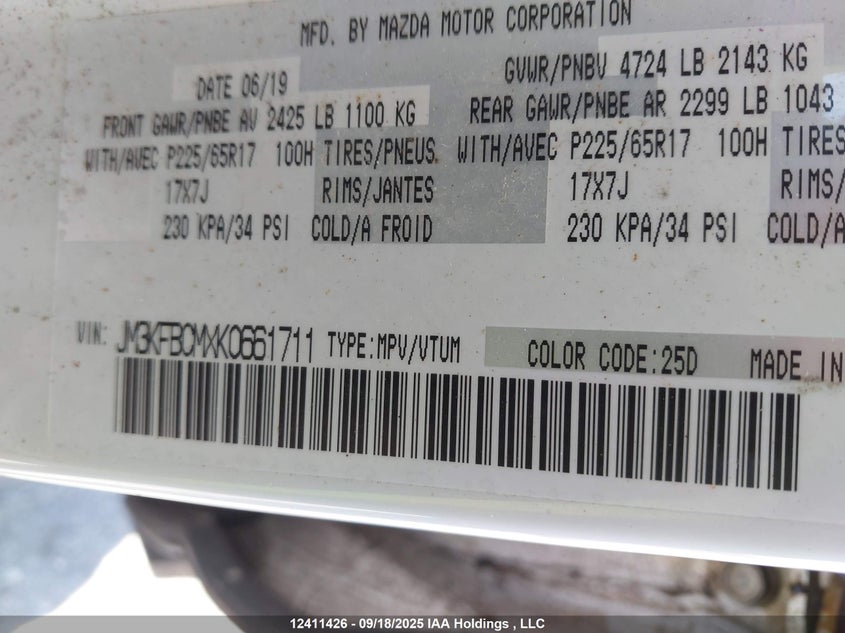 MFD. BY MAZDA MOTOR CORPORATION
DATE 06/19 GVWR/PNBV 4724 LB 2143 KG
FRONT GAWR/PNBE AV 2425 LB 1100 KG REAR GAWR/PNBE AR 2299 LB 1043
WITH/AVEC P225/65R17 100H TIRES/PNEUS WITH/AVEC P225/65R17 100H TIRES
17X7J RIMS/JANTES 17X7J RIMS/
230 KPA/34 PSI COLD/A FROID 230 KPA/34 PSI COLD/A
VIN: JM3KFBCMXK0661711 TYPE:MPV/VTUM COLOR CODE:25D MADE IN
12411426 - 09/18/2025 IAA Holdings , LLC